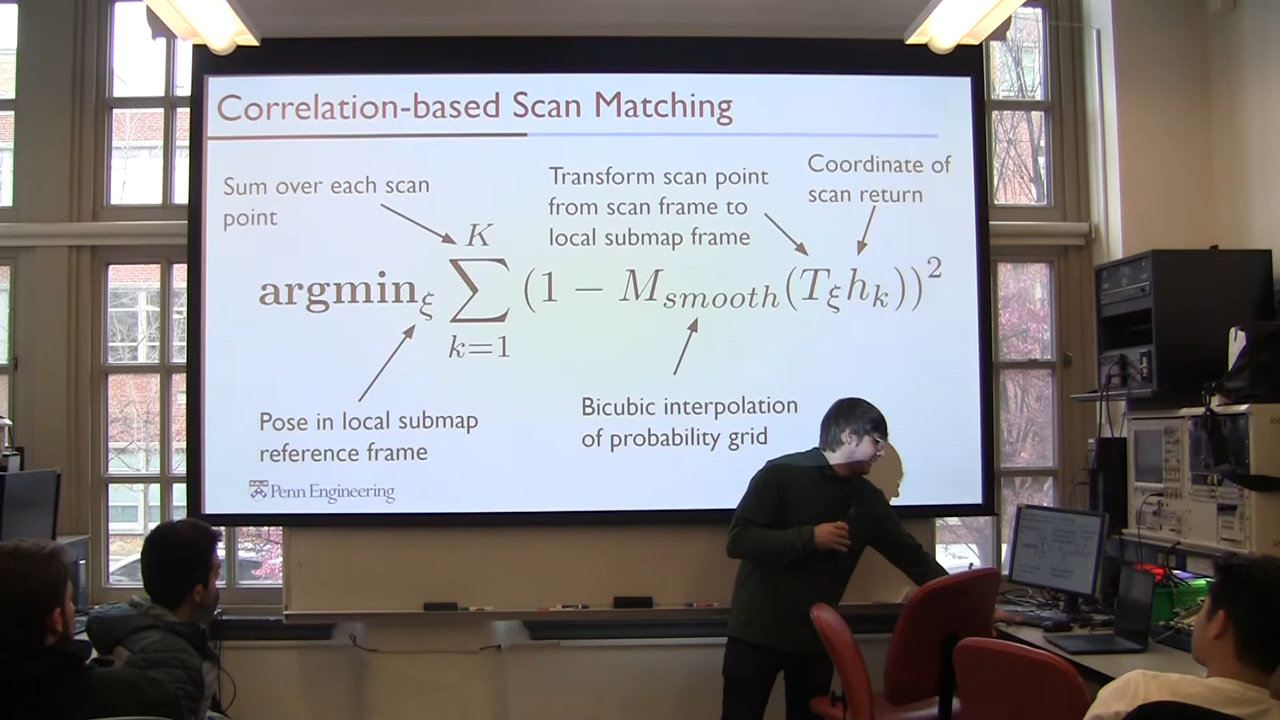 Correlation-based Scan Matching
Sum over each scan
point
Transform scan point
from scan frame to
local submap frame
Coordinate of
scan return
argmin_ξ ∑_{k=1}^{K} (1 − M_{smooth}(T_ξ h_k))²
Pose in local submap
reference frame
Bicubic interpolation
of probability grid
Penn Engineering